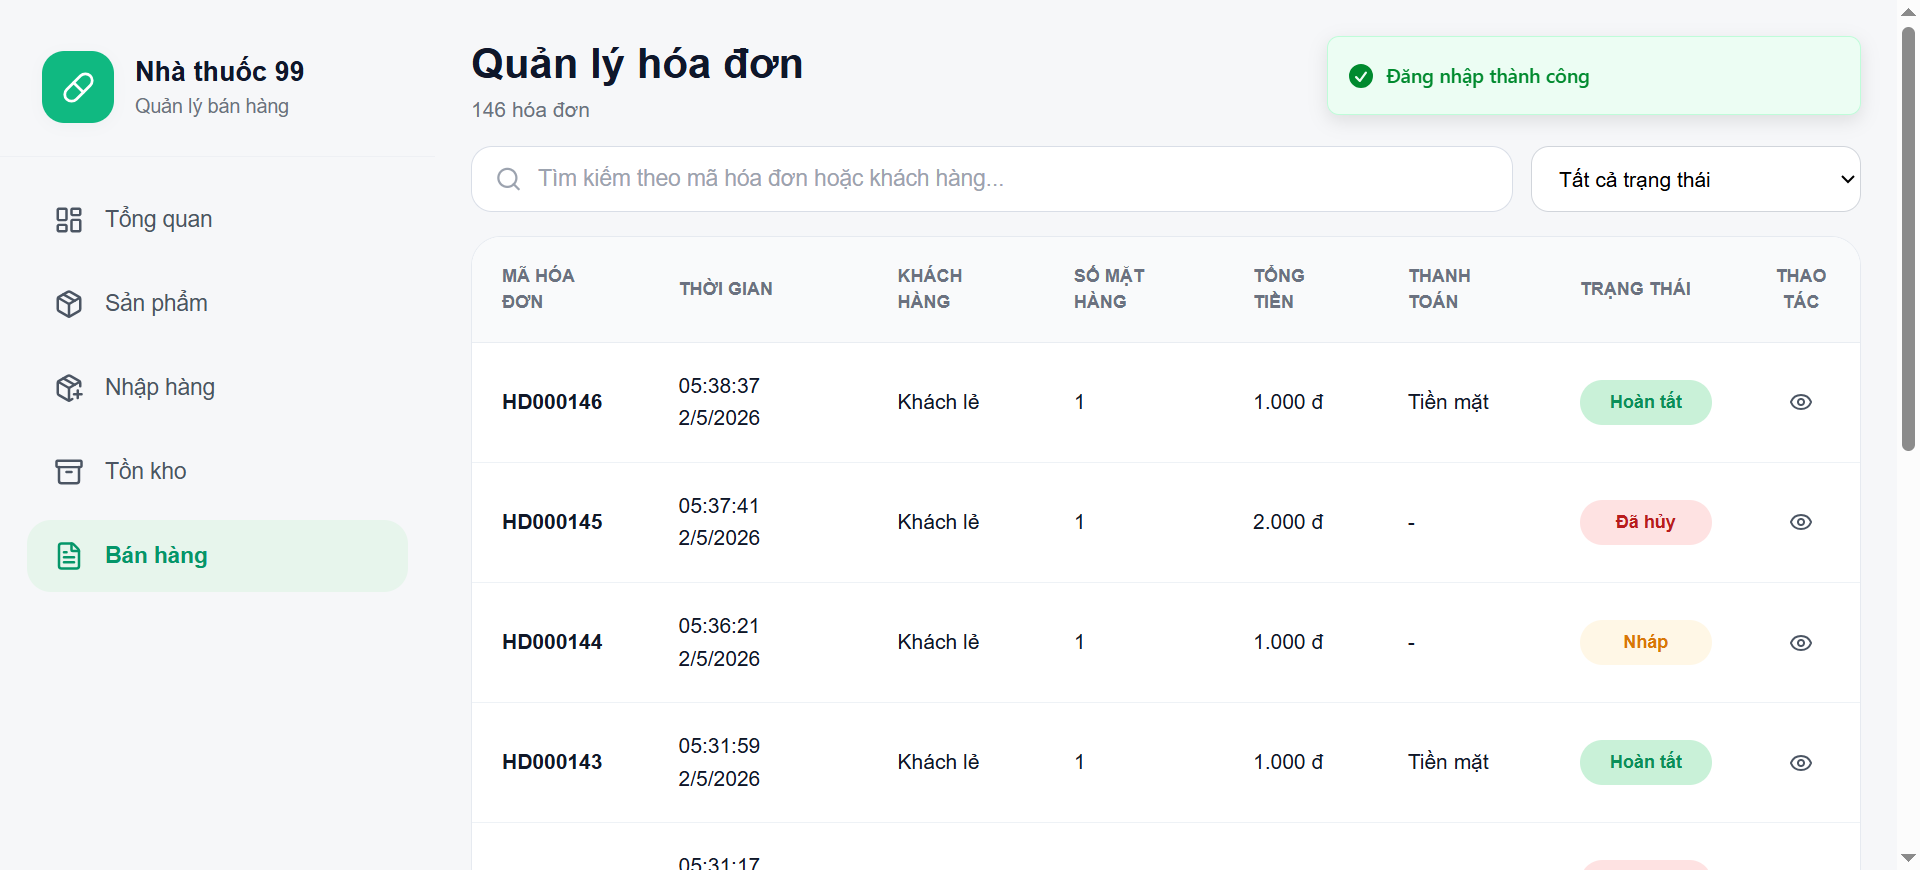 Nhà thuốc 99
Quản lý bán hàng
Tổng quan
Sản phẩm
Nhập hàng
Tồn kho
Bán hàng
Quản lý hóa đơn
146 hóa đơn
Đăng nhập thành công
Tìm kiếm theo mã hóa đơn hoặc khách hàng...
Tất cả trạng thái
MÃ HÓA ĐƠN
THỜI GIAN
KHÁCH HÀNG
SỐ MẶT HÀNG
TỔNG TIỀN
THANH TOÁN
TRẠNG THÁI
THAO TÁC
HD000146
05:38:37
2/5/2026
Khách lẻ
1
1.000 đ
Tiền mặt
Hoàn tất
HD000145
05:37:41
2/5/2026
Khách lẻ
1
2.000 đ
-
Đã hủy
HD000144
05:36:21
2/5/2026
Khách lẻ
1
1.000 đ
-
Nháp
HD000143
05:31:59
2/5/2026
Khách lẻ
1
1.000 đ
Tiền mặt
Hoàn tất
05:31:17